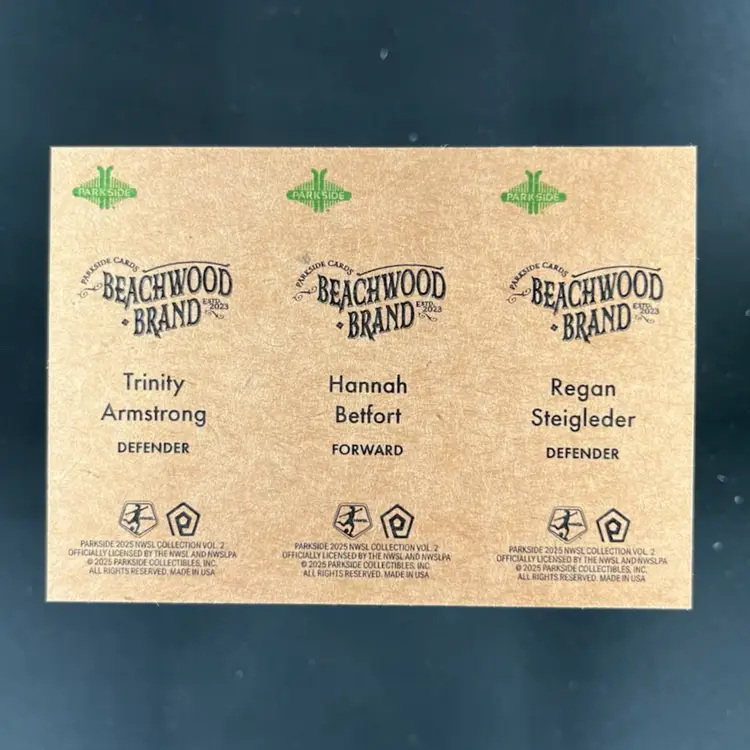 PARKSIDE
PARKSIDE CARDS
BEACHWOOD
BRAND
ESTD.
2023
Trinity
Armstrong
DEFENDER
NWSL
PARKSIDE 2025 NWSL COLLECTION VOL. 2
OFFICIALLY LICENSED BY THE NWSL AND NWSLPA
© 2025 PARKSIDE COLLECTIBLES, INC.
ALL RIGHTS RESERVED. MADE IN USA
PARKSIDE
PARKSIDE CARDS
BEACHWOOD
BRAND
ESTD.
2023
Hannah
Betfort
FORWARD
NWSL
PARKSIDE 2025 NWSL COLLECTION VOL. 2
OFFICIALLY LICENSED BY THE NWSL AND NWSLPA
© 2025 PARKSIDE COLLECTIBLES, INC.
ALL RIGHTS RESERVED. MADE IN USA
PARKSIDE
PARKSIDE CARDS
BEACHWOOD
BRAND
ESTD.
2023
Regan
Steigleder
DEFENDER
NWSL
PARKSIDE 2025 NWSL COLLECTION VOL. 2
OFFICIALLY LICENSED BY THE NWSL AND NWSLPA
© 2025 PARKSIDE COLLECTIBLES, INC.
ALL RIGHTS RESERVED. MADE IN USA